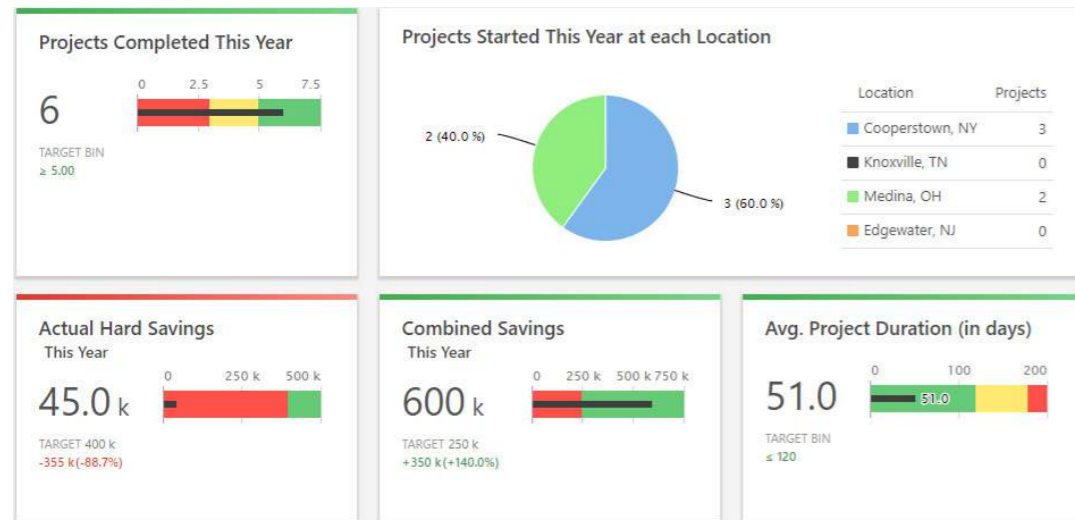 Projects Completed This Year
0 2.5 5 7.5
6
TARGET BIN
≥ 5.00
Projects Started This Year at each Location
2 (40.0 %)
3 (60.0 %)
Location Projects
Cooperstown, NY 3
Knoxville, TN 0
Medina, OH 2
Edgewater, NJ 0
Actual Hard Savings
This Year
0 250 k 500 k
45.0 k
TARGET 400 k
-355 k(-88.7%)
Combined Savings
This Year
0 250 k 500 k 750 k
600 k
TARGET 250 k
+350 k(+140.0%)
Avg. Project Duration (in days)
0 100 200
51.0
51.0
TARGET BIN
≤ 120